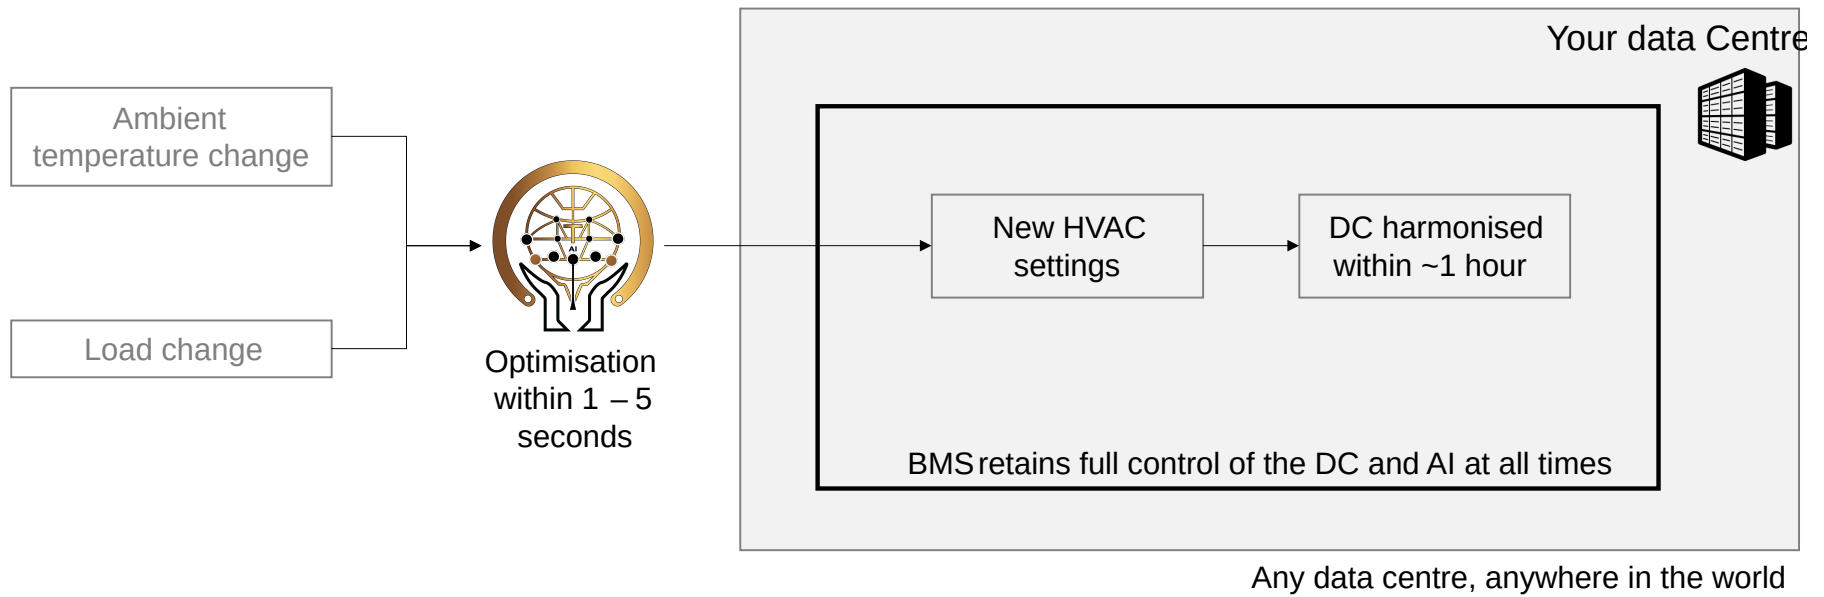 Your data Centre
Ambient
temperature change
Load change
AI
Optimisation
within 1 – 5
seconds
New HVAC
settings
DC harmonised
within ~1 hour
BMS retains full control of the DC and AI at all times
Any data centre, anywhere in the world